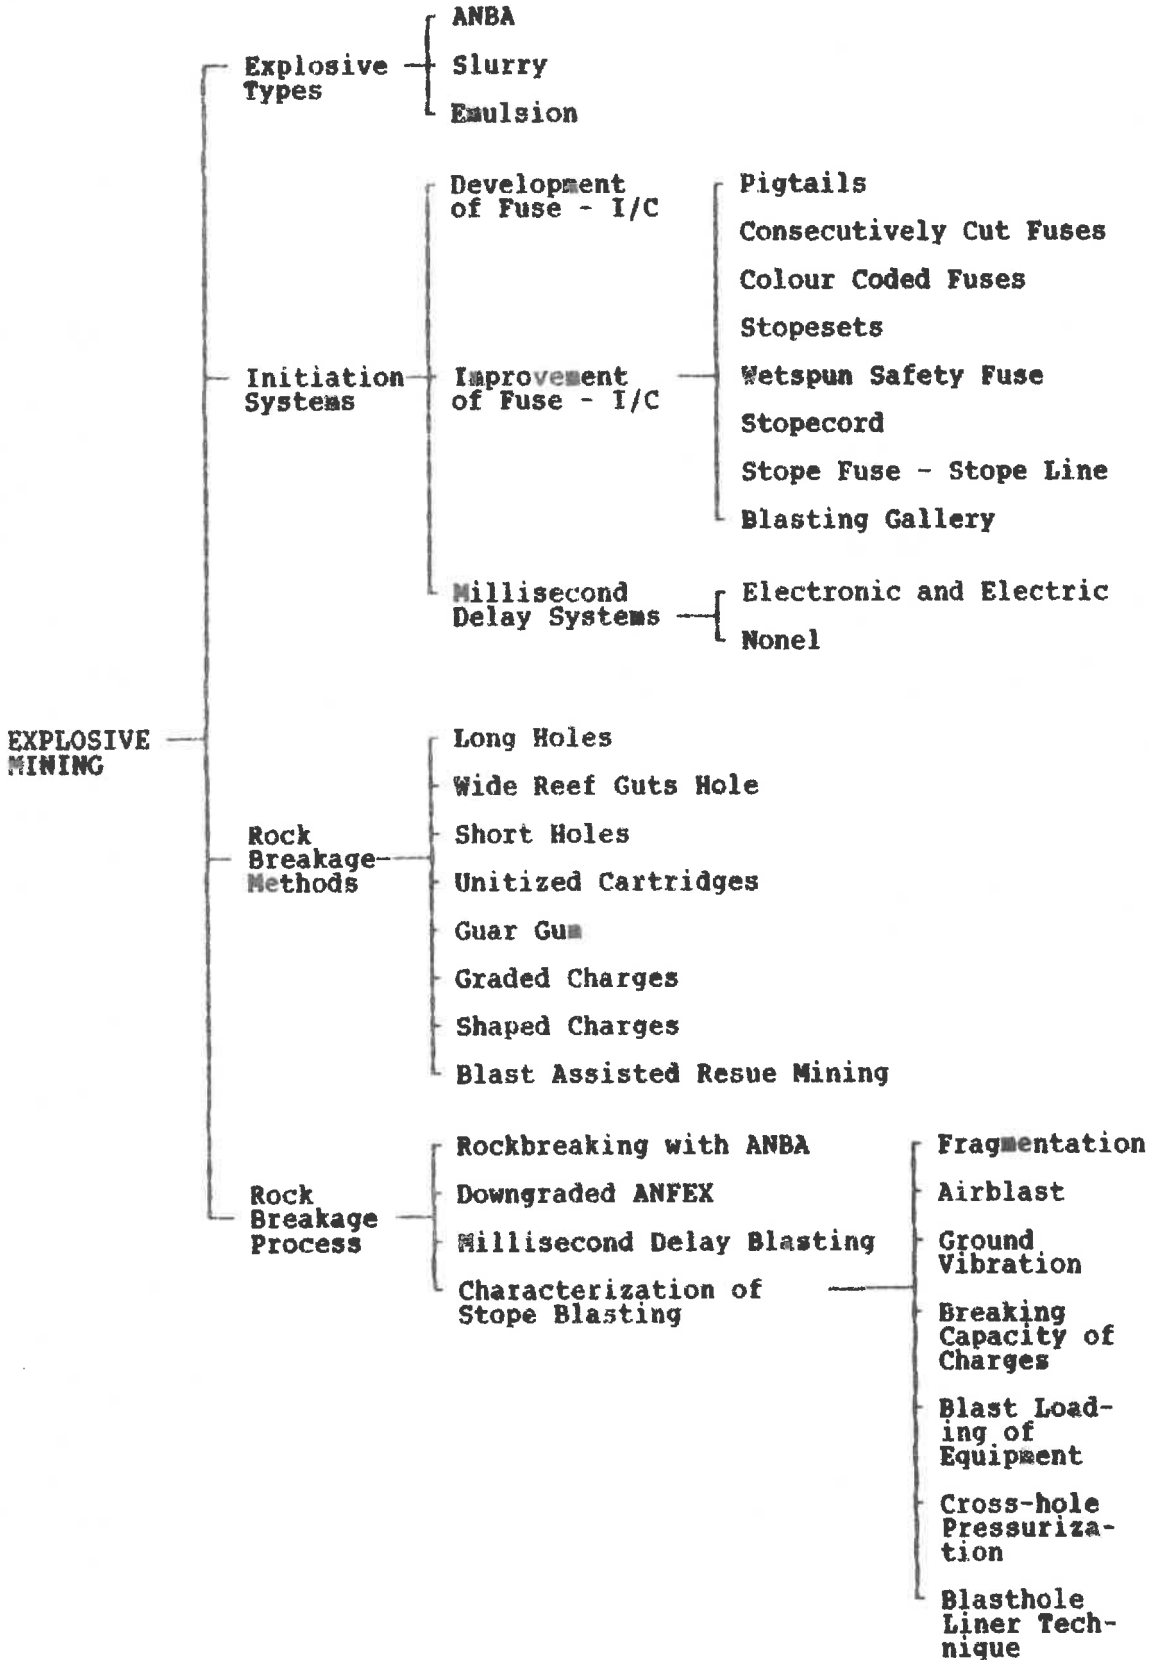 ANBA
Explosive
Types
Slurry
Emulsion
Development
of Fuse - I/C
Pigtails
Consecutively Cut Fuses
Colour Coded Fuses
Stopesets
Initiation
Systems
Improvement
of Fuse - I/C
Wetspun Safety Fuse
Stopecord
Stope Fuse - Stope Line
Blasting Gallery
Millisecond
Delay Systems
Electronic and Electric
Nonel
EXPLOSIVE
MINING
Long Holes
Wide Reef Guts Hole
Rock
Breakage
Methods
Short Holes
Unitized Cartridges
Guar Gum
Graded Charges
Shaped Charges
Blast Assisted Resue Mining
Rock
Breakage
Process
Rockbreaking with ANBA
Downgraded ANFEX
Millisecond Delay Blasting
Characterization of
Stope Blasting
Fragmentation
Airblast
Ground
Vibration
Breaking
Capacity of
Charges
Blast Load-
ing of
Equipment
Cross-hole
Pressuriza-
tion
Blasthole
Liner Tech-
nique